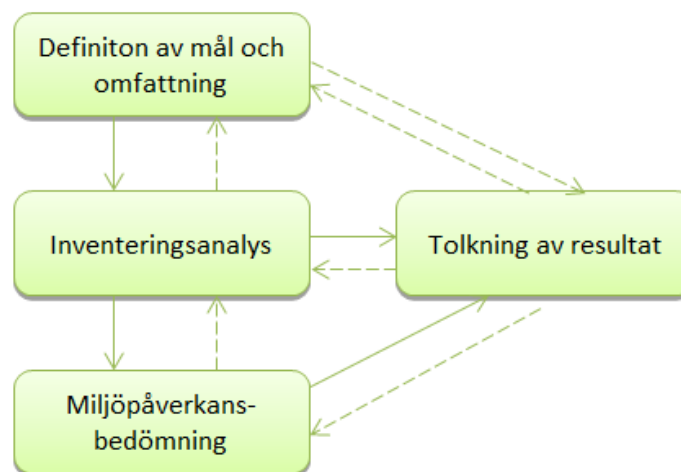 Definiton av mål och
omfattning
Inventeringsanalys
Tolkning av resultat
Miljöpåverkans-
bedömning